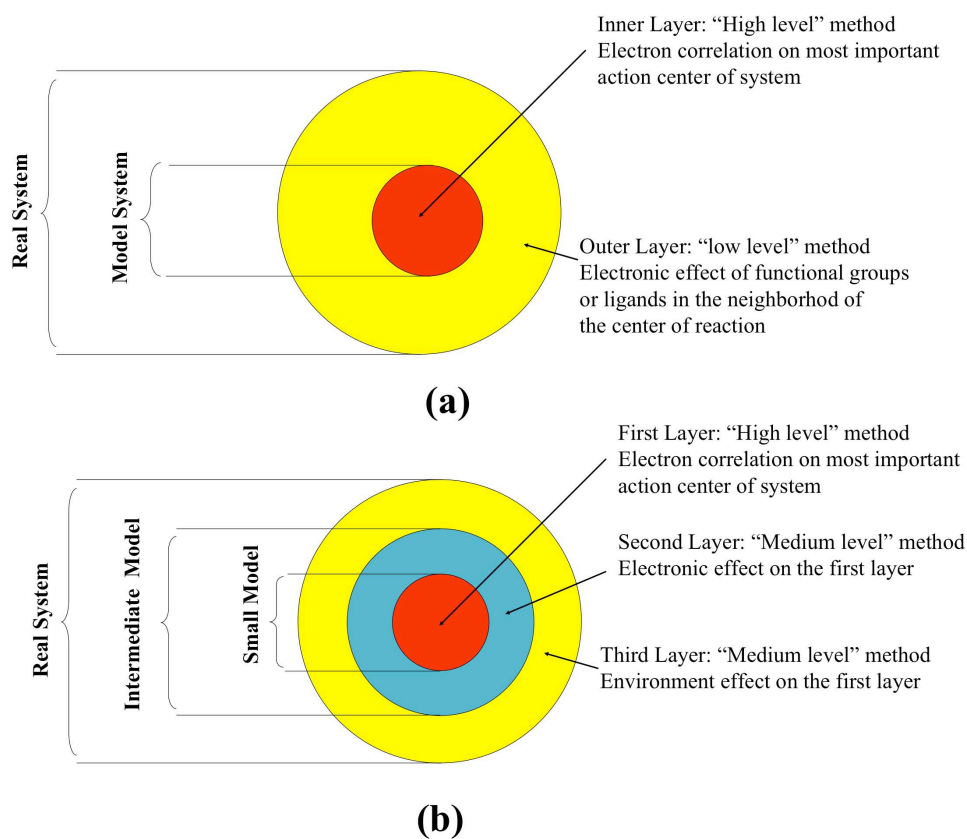 Inner Layer: “High level” method
Electron correlation on most important
action center of system
Real System
Model System
Outer Layer: “low level” method
Electronic effect of functional groups
or ligands in the neighborhod of
the center of reaction
(a)
First Layer: “High level” method
Electron correlation on most important
action center of system
Real System
Intermediate Model
Small Model
Second Layer: “Medium level” method
Electronic effect on the first layer
Third Layer: “Medium level” method
Environment effect on the first layer
(b)